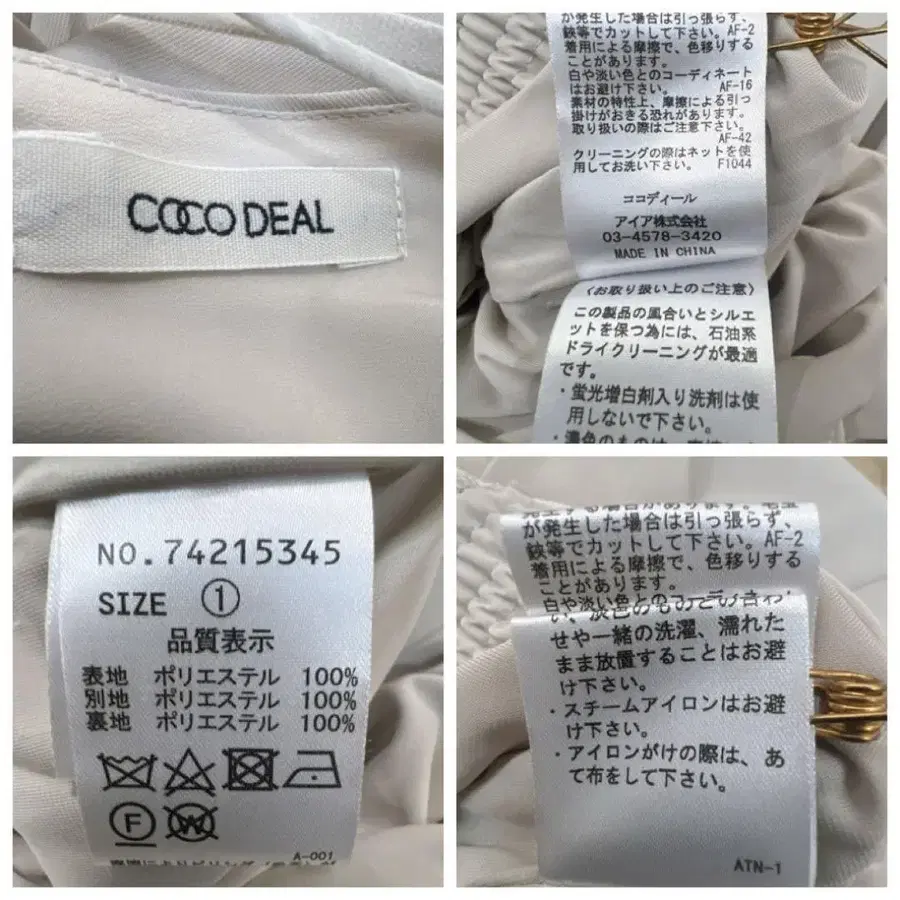 COCO DEAL
が発生した場合は引っ張らず、
鋏等でカットして下さい。AF-2
着用による摩擦で、色移りする
ことがあります。
白や淡い色とのコーディネート
はお避け下さい。 AF-16
素材の特性上、摩擦による引っ
掛けがおきる恐れがあります。
取り扱いの際はご注意下さい。
AF-42
クリーニングの際はネットを使
用してお洗い下さい。 F1044
ココディール
アイア株式会社
03-4578-3420
MADE IN CHINA
〈お取り扱い上のご注意〉
この製品の風合いとシルエ
ットを保つ為には、石油系
ドライクリーニングが最適
です。
・蛍光増白剤入り洗剤は使
用しないで下さい。
NO.74215345
SIZE ①
品質表示
表地 ポリエステル 100%
別地 ポリエステル 100%
裏地 ポリエステル 100%
F
W
A-001
が発生した場合は引っ張らず、
鋏等でカットして下さい。AF-2
着用による摩擦で、色移りする
ことがあります。
白や淡い色とのコーディネート
せや一緒の洗濯、濡れた
まま放置することはお避
け下さい。
・スチームアイロンはお避
け下さい。
・アイロンがけの際は、あ
て布をして下さい。
ATN-1